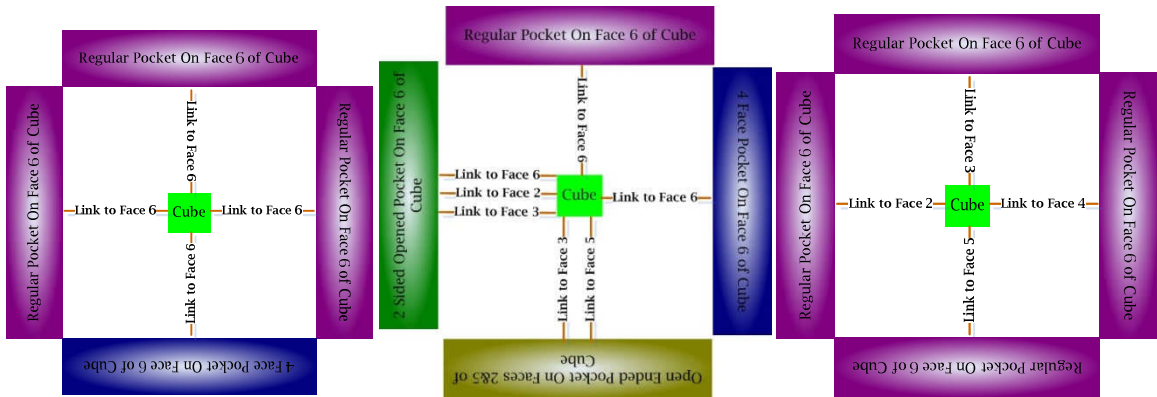 Regular Pocket On Face 6 of Cube
Regular Pocket On Face 6 of Cube
Link to Face 6
Link to Face 6
Cube
Link to Face 6
Link to Face 6
Regular Pocket On Face 6 of Cube
4 Face Pocket On Face 6 of Cube
Regular Pocket On Face 6 of Cube
2 Sided Opened Pocket On Face 6 of
Cube
Link to Face 6
Link to Face 6
Link to Face 2
Link to Face 3
Cube
Link to Face 6
Link to Face 3
Link to Face 5
4 Face Pocket On Face 6 of Cube
Open Ended Pocket On Faces 2&5 of
Cube
Regular Pocket On Face 6 of Cube
Regular Pocket On Face 6 of Cube
Link to Face 3
Link to Face 2
Cube
Link to Face 4
Link to Face 5
Regular Pocket On Face 6 of Cube
Regular Pocket On Face 6 of Cube